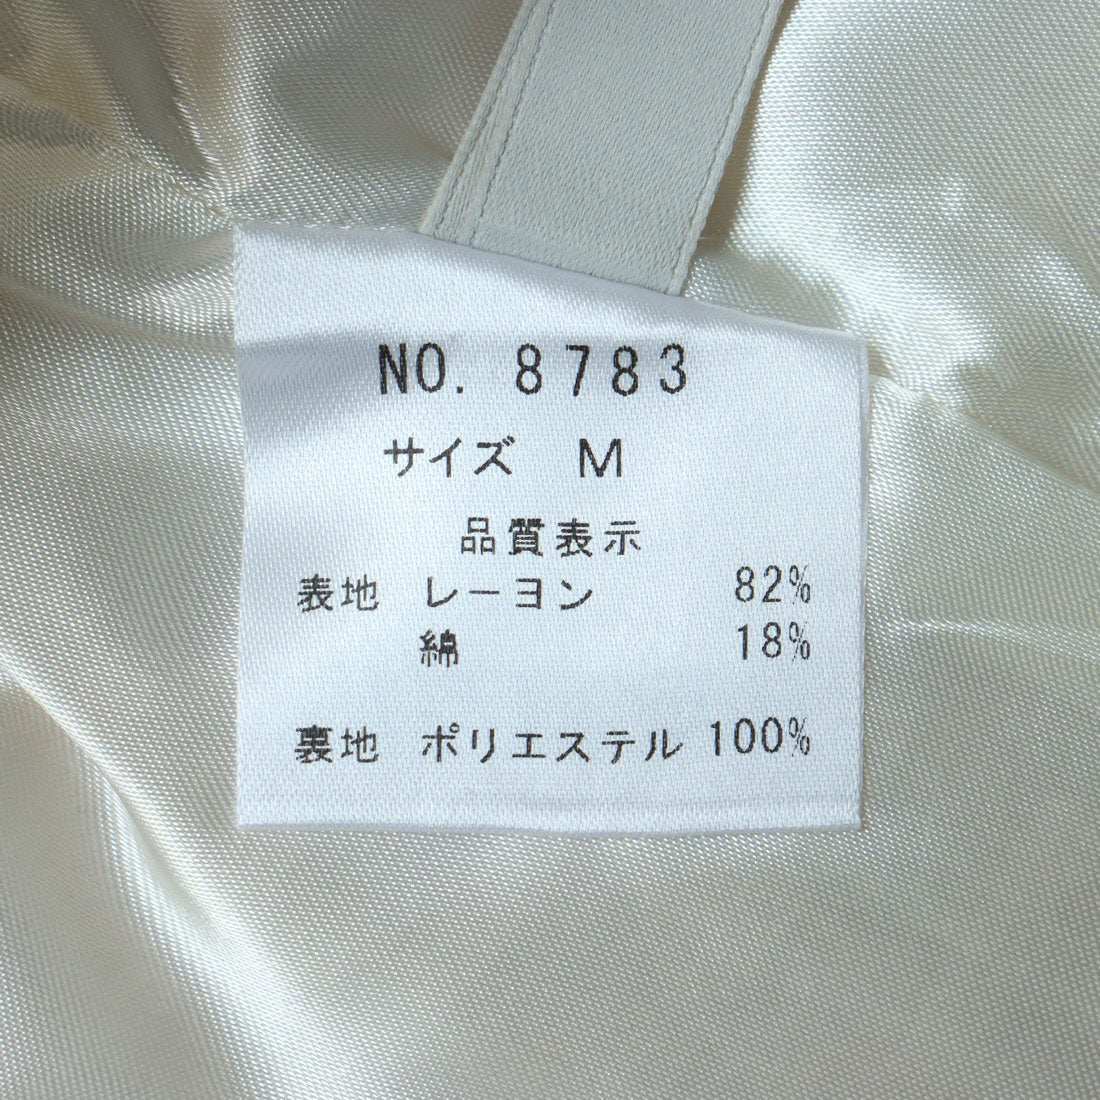 NO. 8783
サイズ M
品質表示
表地 レーヨン 82%
綿 18%
裏地 ポリエステル 100%